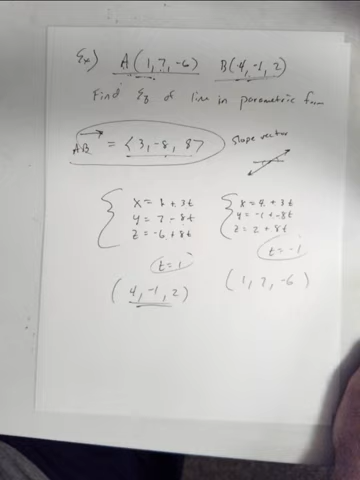 Ex) A(1,7,-6) B(4,-1,2)
Find Eq of line in parametric form
AB = <3,-8,8> slope vector
x = 1 + 3t
y = 7 - 8t
z = -6 + 8t
t = 1
(4,-1,2)
x = 4 + 3t
y = -1 + -8t
z = 2 + 8t
t = -1
(1,7,-6)